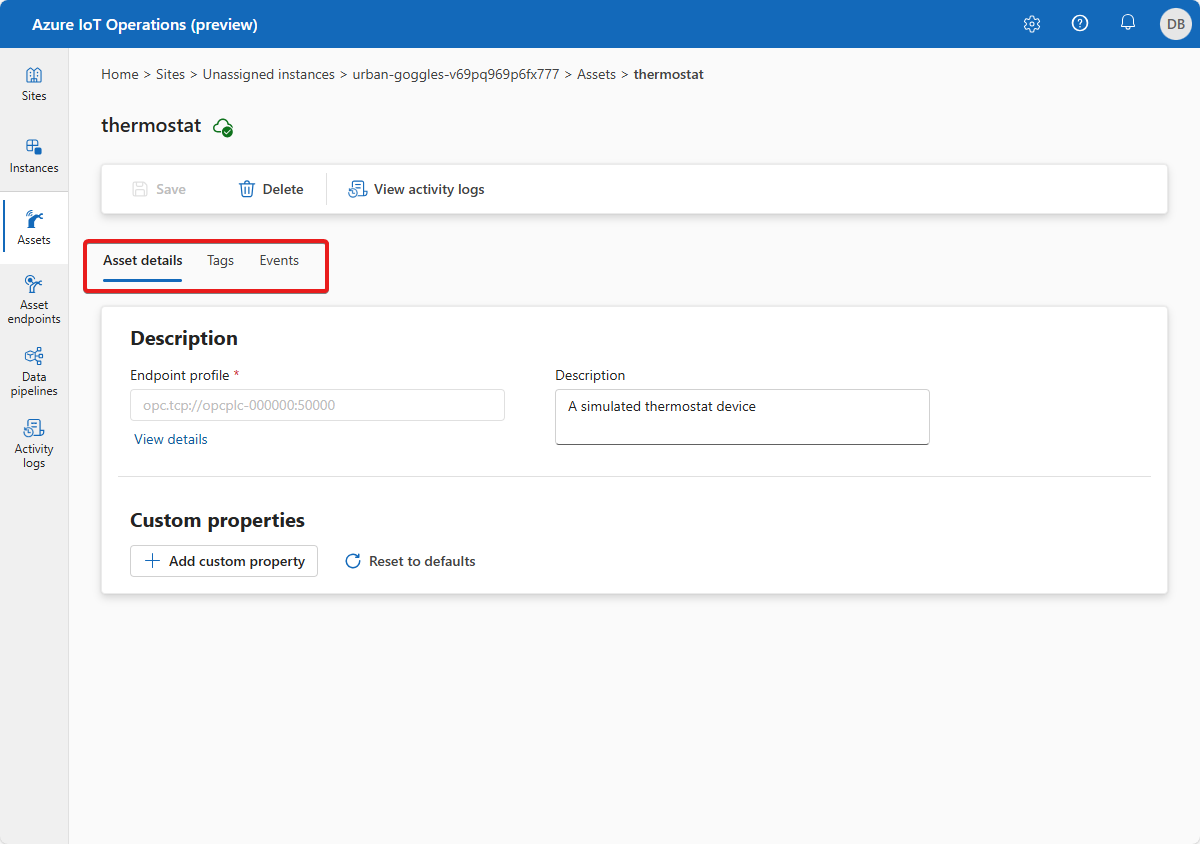 Azure IoT Operations (preview)
DB
Sites
Instances
Assets
Asset
endpoints
Data
pipelines
Activity
logs
Home > Sites > Unassigned instances > urban-goggles-v69pq969p6fx777 > Assets > thermostat
thermostat
Save
Delete
View activity logs
Asset details
Tags
Events
Description
Endpoint profile *
opc.tcp://opcplc-000000:50000
View details
Description
A simulated thermostat device
Custom properties
Add custom property
Reset to defaults